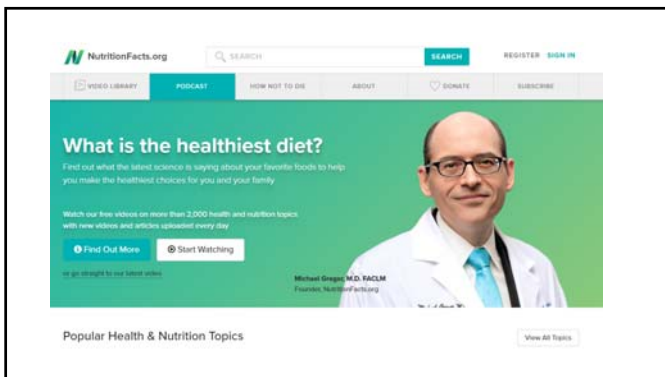 NutritionFacts.org
SEARCH
SEARCH
REGISTER SIGN IN
VIDEO LIBRARY
PODCAST
HOW NOT TO DIE
ABOUT
DONATE
SUBSCRIBE
What is the healthiest diet?
Find out what the latest science is saying about your favorite foods to help
you make the healthiest choices for you and your family
Watch our free videos on more than 2,000 health and nutrition topics
with new videos and articles uploaded every day
Find Out More
Start Watching
or go straight to our latest video
Michael Greger, M.D. FACLM
Founder, NutritionFacts.org
Popular Health & Nutrition Topics
View All Topics